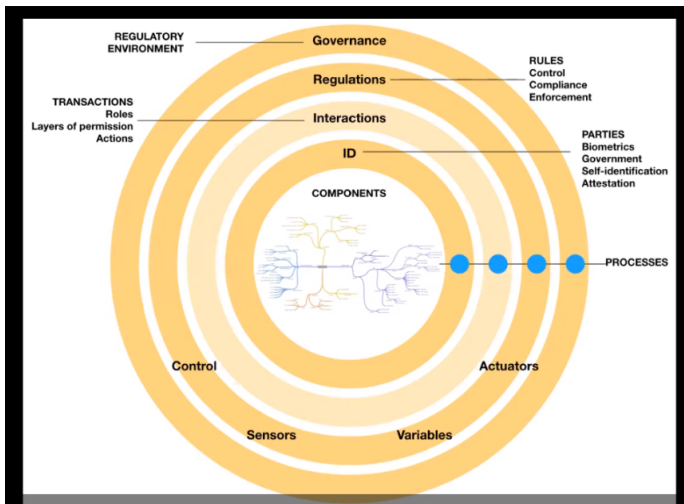 REGULATORY
ENVIRONMENT
Governance
Regulations
RULES
Control
Compliance
Enforcement
TRANSACTIONS
Roles
Layers of permission
Actions
Interactions
PARTIES
Biometrics
Government
Self-identification
Attestation
ID
COMPONENTS
PROCESSES
Control
Actuators
Sensors
Variables